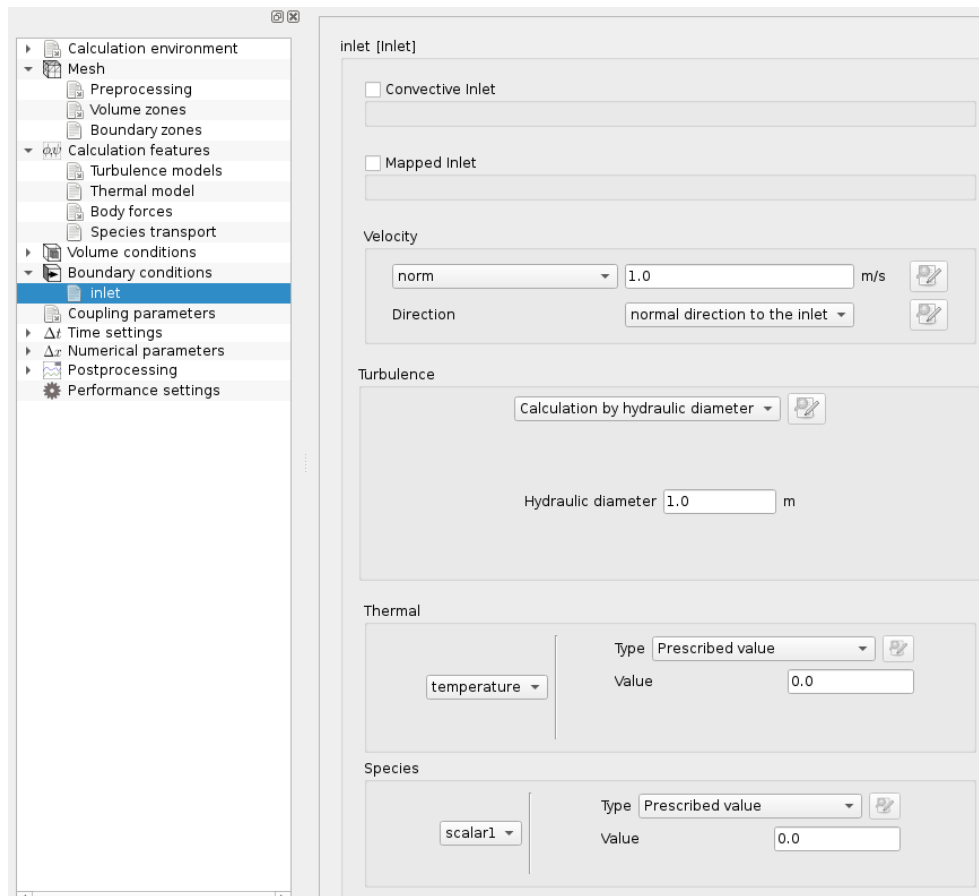 Calculation environment
Mesh
Preprocessing
Volume zones
Boundary zones
Calculation features
Turbulence models
Thermal model
Body forces
Species transport
Volume conditions
Boundary conditions
inlet
Coupling parameters
Δt Time settings
Δx Numerical parameters
Postprocessing
Performance settings
inlet [Inlet]
Convective Inlet
Mapped Inlet
Velocity
norm 1.0 m/s
Direction normal direction to the inlet
Turbulence
Calculation by hydraulic diameter
Hydraulic diameter 1.0 m
Thermal
Type Prescribed value
temperature
Value 0.0
Species
Type Prescribed value
scalar1
Value 0.0